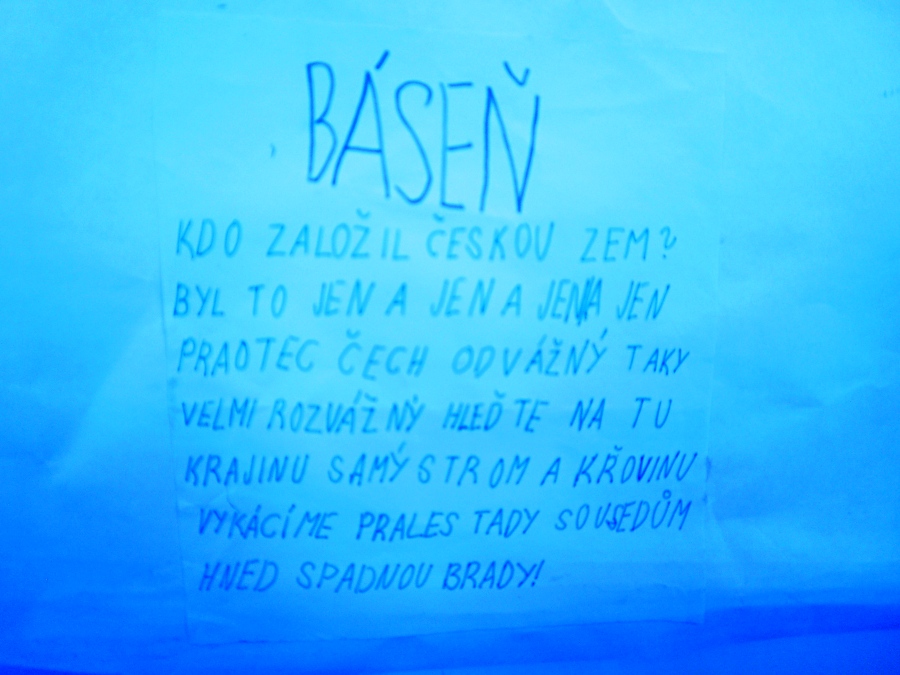 BÁSEŇ
KDO ZALOŽIL ČESKOU ZEM?
BYL TO JEN A JEN A JENA JEN
PRAOTEC ČECH ODVÁŽNÝ TAKY
VELMI ROZVÁŽNÝ HLEĎTE NA TU
KRAJINU SAMÝ STROM A KŘOVINU
VYKÁCÍME PRALES TADY SOUSEDŮM
HNED SPADNOU BRADY!